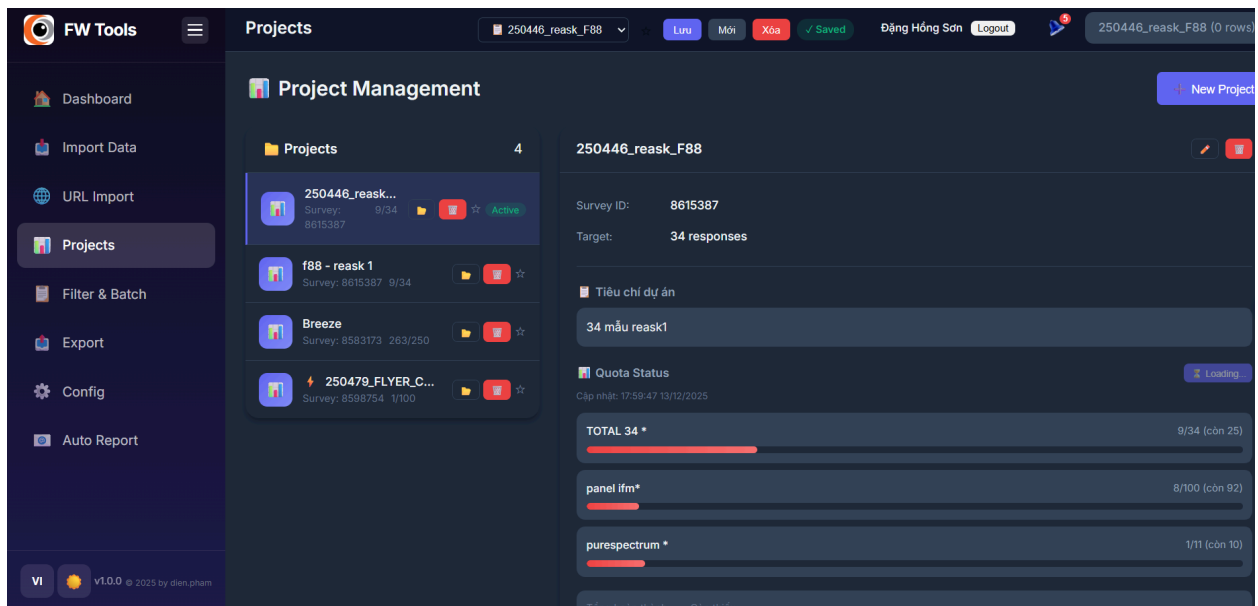 FW Tools
Dashboard
Import Data
URL Import
Projects
Filter & Batch
Export
Config
Auto Report
VI
v1.0.0 © 2025 by dien.pham
Projects
250446_reask_F88
Lưu
Mới
Xóa
✓ Saved
Đặng Hồng Sơn
Logout
5
250446_reask_F88 (0 rows)
Project Management
New Project
Projects 4
250446_reask...
Survey: 8615387
9/34
Active
f88 - reask 1
Survey: 8615387 9/34
Breeze
Survey: 8583173 263/250
250479_FLYER_C...
Survey: 8598754 1/100
250446_reask_F88
Survey ID: 8615387
Target: 34 responses
Tiêu chí dự án
34 mẫu reask1
Quota Status
Loading...
Cập nhật: 17:59:47 13/12/2025
TOTAL 34 * 9/34 (còn 25)
panel ifm* 8/100 (còn 92)
purespectrum * 1/11 (còn 10)